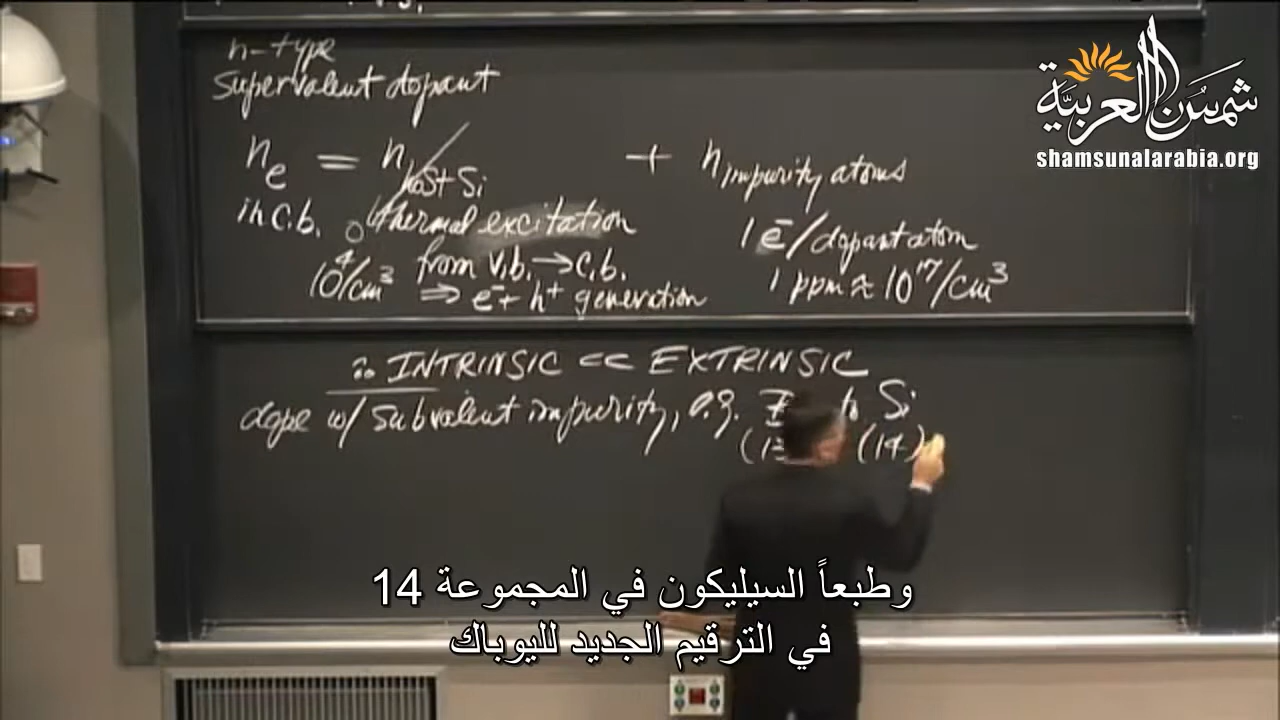 n-type
supervalent dopant
nₑ = n host Si + n impurity atoms
in c.b.
thermal excitation
1 e⁻/dopant atom
10⁴/cm³
from v.b. → c.b.
1 ppm ≈ 10¹⁷/cm³
⇒ e⁻ + h⁺ generation
∴ INTRINSIC << EXTRINSIC
dope w/ subvalent impurity, e.g. to Si
(14)
وطبعاً السيليكون في المجموعة 14
في الترقيم الجديد لليوباك
شمسُ العربيّة
shamsunalarabia.org